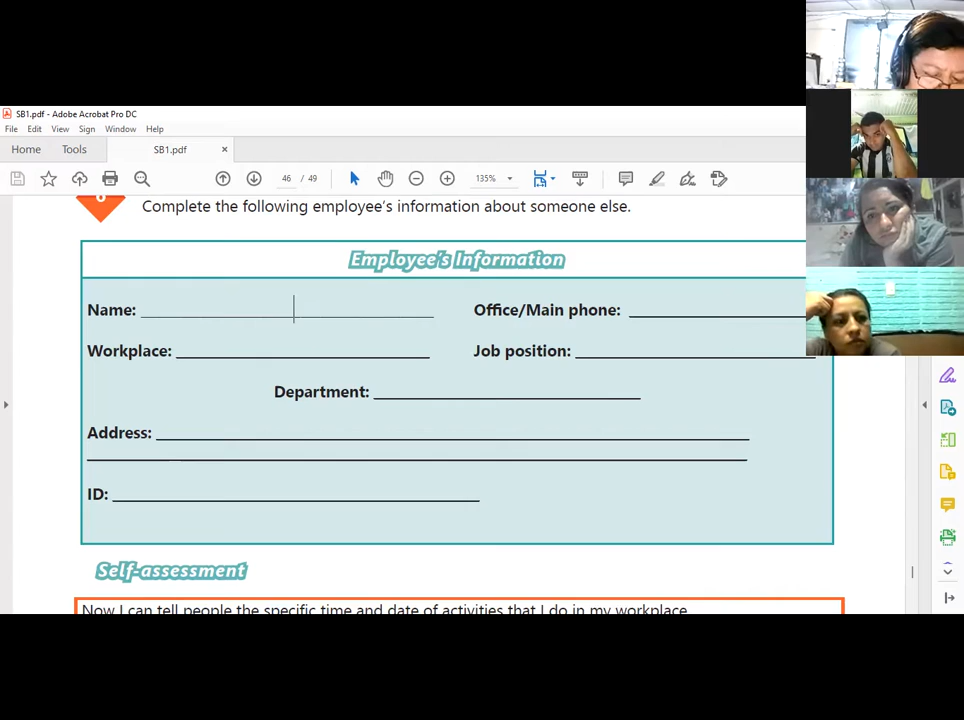 SB1.pdf - Adobe Acrobat Pro DC
File Edit View Sign Window Help
Home Tools SB1.pdf ×
46 / 49 135%
Complete the following employee's information about someone else.
Employee's Information
Name: Office/Main phone:
Workplace: Job position:
Department:
Address:
ID:
Self-assessment
Now I can tell people the specific time and date of activities that I do in my workplace